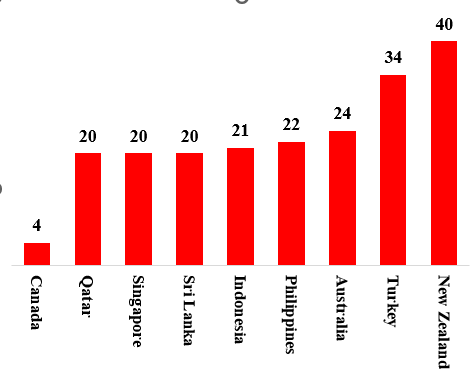 40
34
24
22
21
20
20
20
4
Canada
Qatar
Singapore
Sri Lanka
Indonesia
Philippines
Australia
Turkey
New Zealand